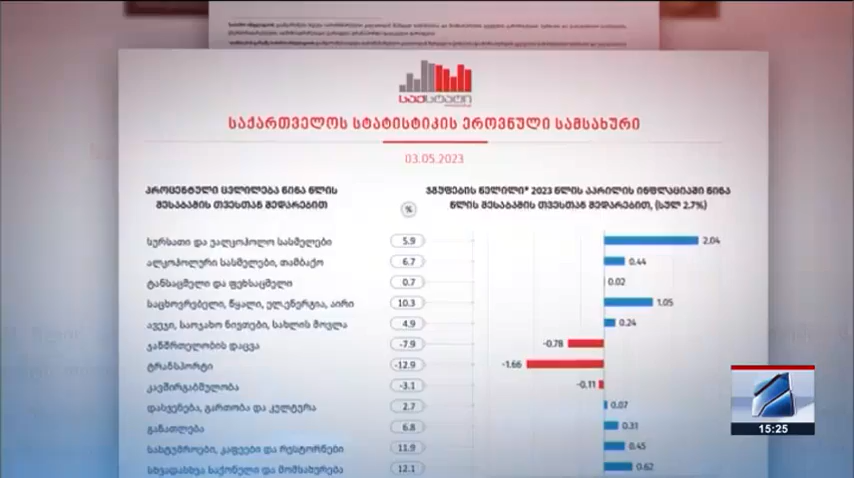 საქსტატი
საქართველოს სტატისტიკის ეროვნული სამსახური
03.05.2023
პროცენტული ცვლილება წინა წლის
შესაბამის თვესთან შედარებით
%
ჯგუფების წვლილი* 2023 წლის აპრილის ინფლაციაში წინა
წლის შესაბამის თვესთან შედარებით, (სულ 2.7%)
სურსათი და უალკოჰოლო სასმელები 5.9 2.04
ალკოჰოლური სასმელები, თამბაქო 6.7 0.44
ტანსაცმელი და ფეხსაცმელი 0.7 0.02
საცხოვრებელი, წყალი, ელ.ენერგია, აირი 10.3 1.05
ავეჯი, საოჯახო ნივთები, სახლის მოვლა 4.9 0.24
ჯანმრთელობის დაცვა -7.9 -0.78
ტრანსპორტი -12.9 -1.66
კავშირგაბმულობა -3.1 -0.11
დასვენება, გართობა და კულტურა 2.7 0.07
განათლება 6.8 0.31
სასტუმროები, კაფეები და რესტორნები 11.9 0.45
სხვადასხვა საქონელი და მომსახურება 12.1 0.62
15:25